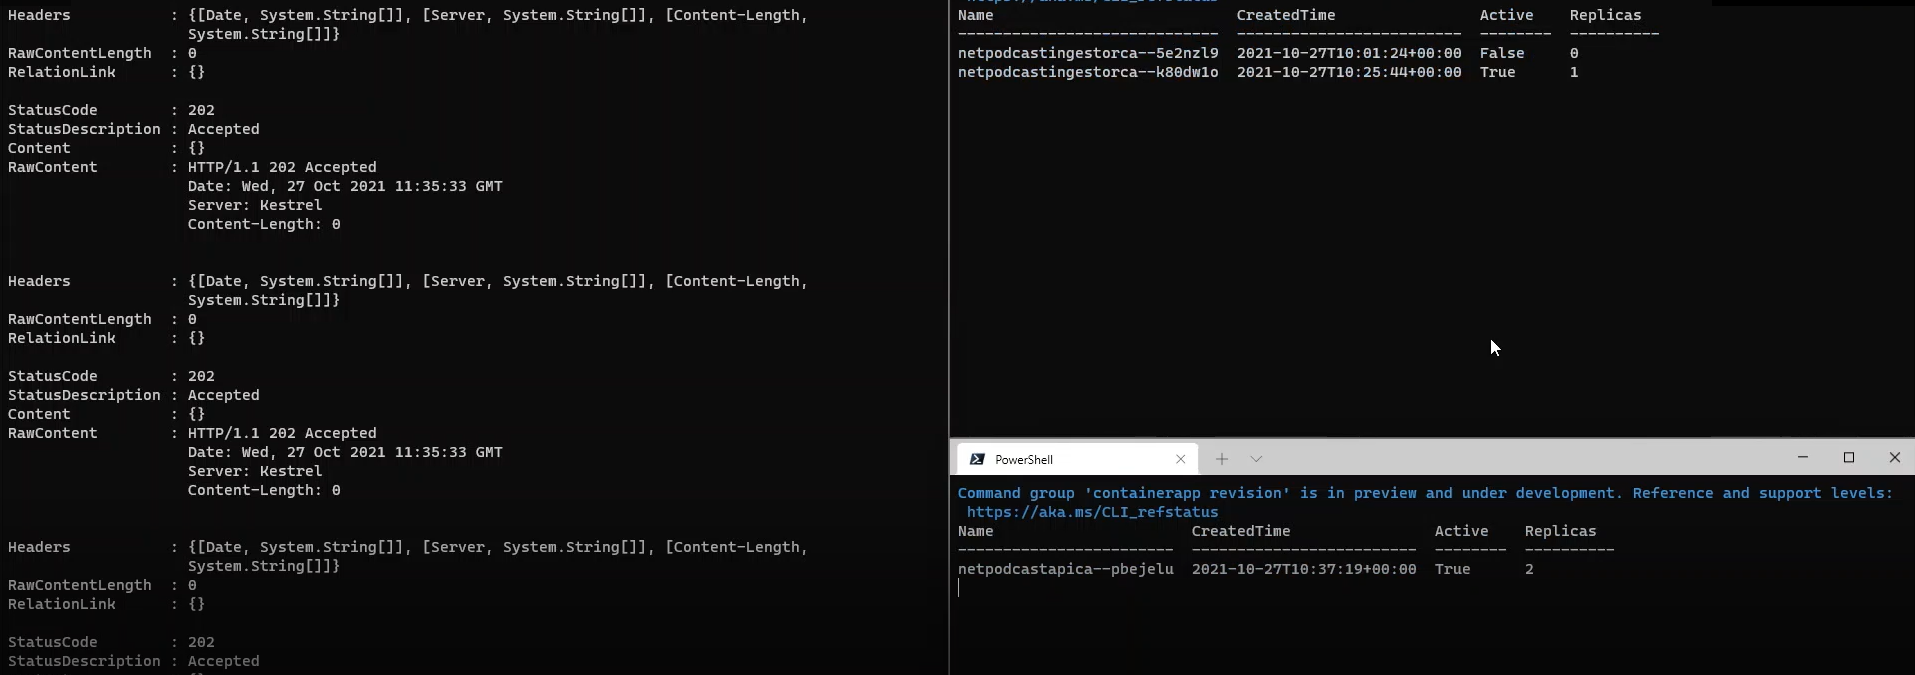 Headers           : {[Date, System.String[]], [Server, System.String[]], [Content-Length,
                    System.String[]]}
RawContentLength  : 0
RelationLink      : {}
StatusCode        : 202
StatusDescription : Accepted
Content           : {}
RawContent        : HTTP/1.1 202 Accepted
                    Date: Wed, 27 Oct 2021 11:35:33 GMT
                    Server: Kestrel
                    Content-Length: 0
Headers           : {[Date, System.String[]], [Server, System.String[]], [Content-Length,
                    System.String[]]}
RawContentLength  : 0
RelationLink      : {}
StatusCode        : 202
StatusDescription : Accepted
Content           : {}
RawContent        : HTTP/1.1 202 Accepted
                    Date: Wed, 27 Oct 2021 11:35:33 GMT
                    Server: Kestrel
                    Content-Length: 0
Headers           : {[Date, System.String[]], [Server, System.String[]], [Content-Length,
                    System.String[]]}
RawContentLength  : 0
RelationLink      : {}
StatusCode        : 202
StatusDescription : Accepted
https://aka.ms/CLI_refstatus
Name                           CreatedTime                Active    Replicas
-----------------------------  -------------------------  --------  ----------
netpodcastingestorca--5e2nzl9  2021-10-27T10:01:24+00:00  False     0
netpodcastingestorca--k80dw1o  2021-10-27T10:25:44+00:00  True      1
PowerShell
Command group 'containerapp revision' is in preview and under development. Reference and support levels:
 https://aka.ms/CLI_refstatus
Name                      CreatedTime                Active    Replicas
------------------------  -------------------------  --------  ----------
netpodcastapica--pbejelu  2021-10-27T10:37:19+00:00  True      2